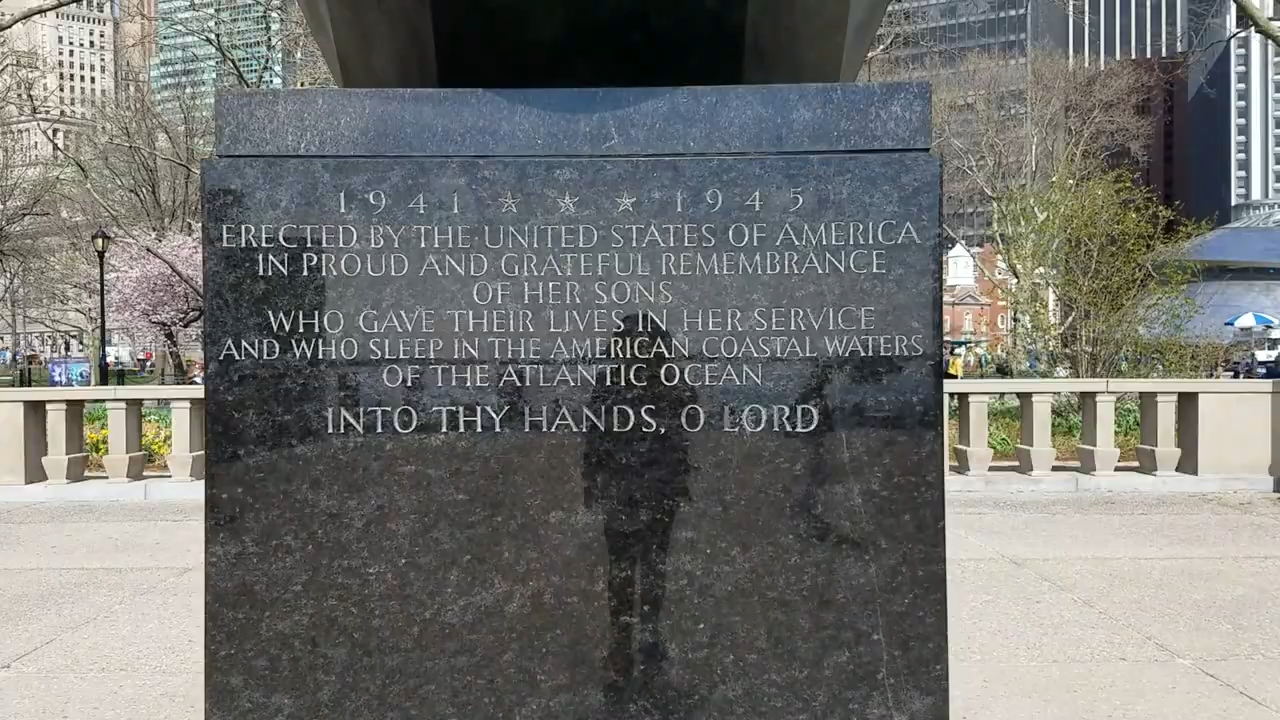 1941 ☆ ☆ ☆ 1945
ERECTED BY THE UNITED STATES OF AMERICA
IN PROUD AND GRATEFUL REMEMBRANCE
OF HER SONS
WHO GAVE THEIR LIVES IN HER SERVICE
AND WHO SLEEP IN THE AMERICAN COASTAL WATERS
OF THE ATLANTIC OCEAN
INTO THY HANDS, O LORD